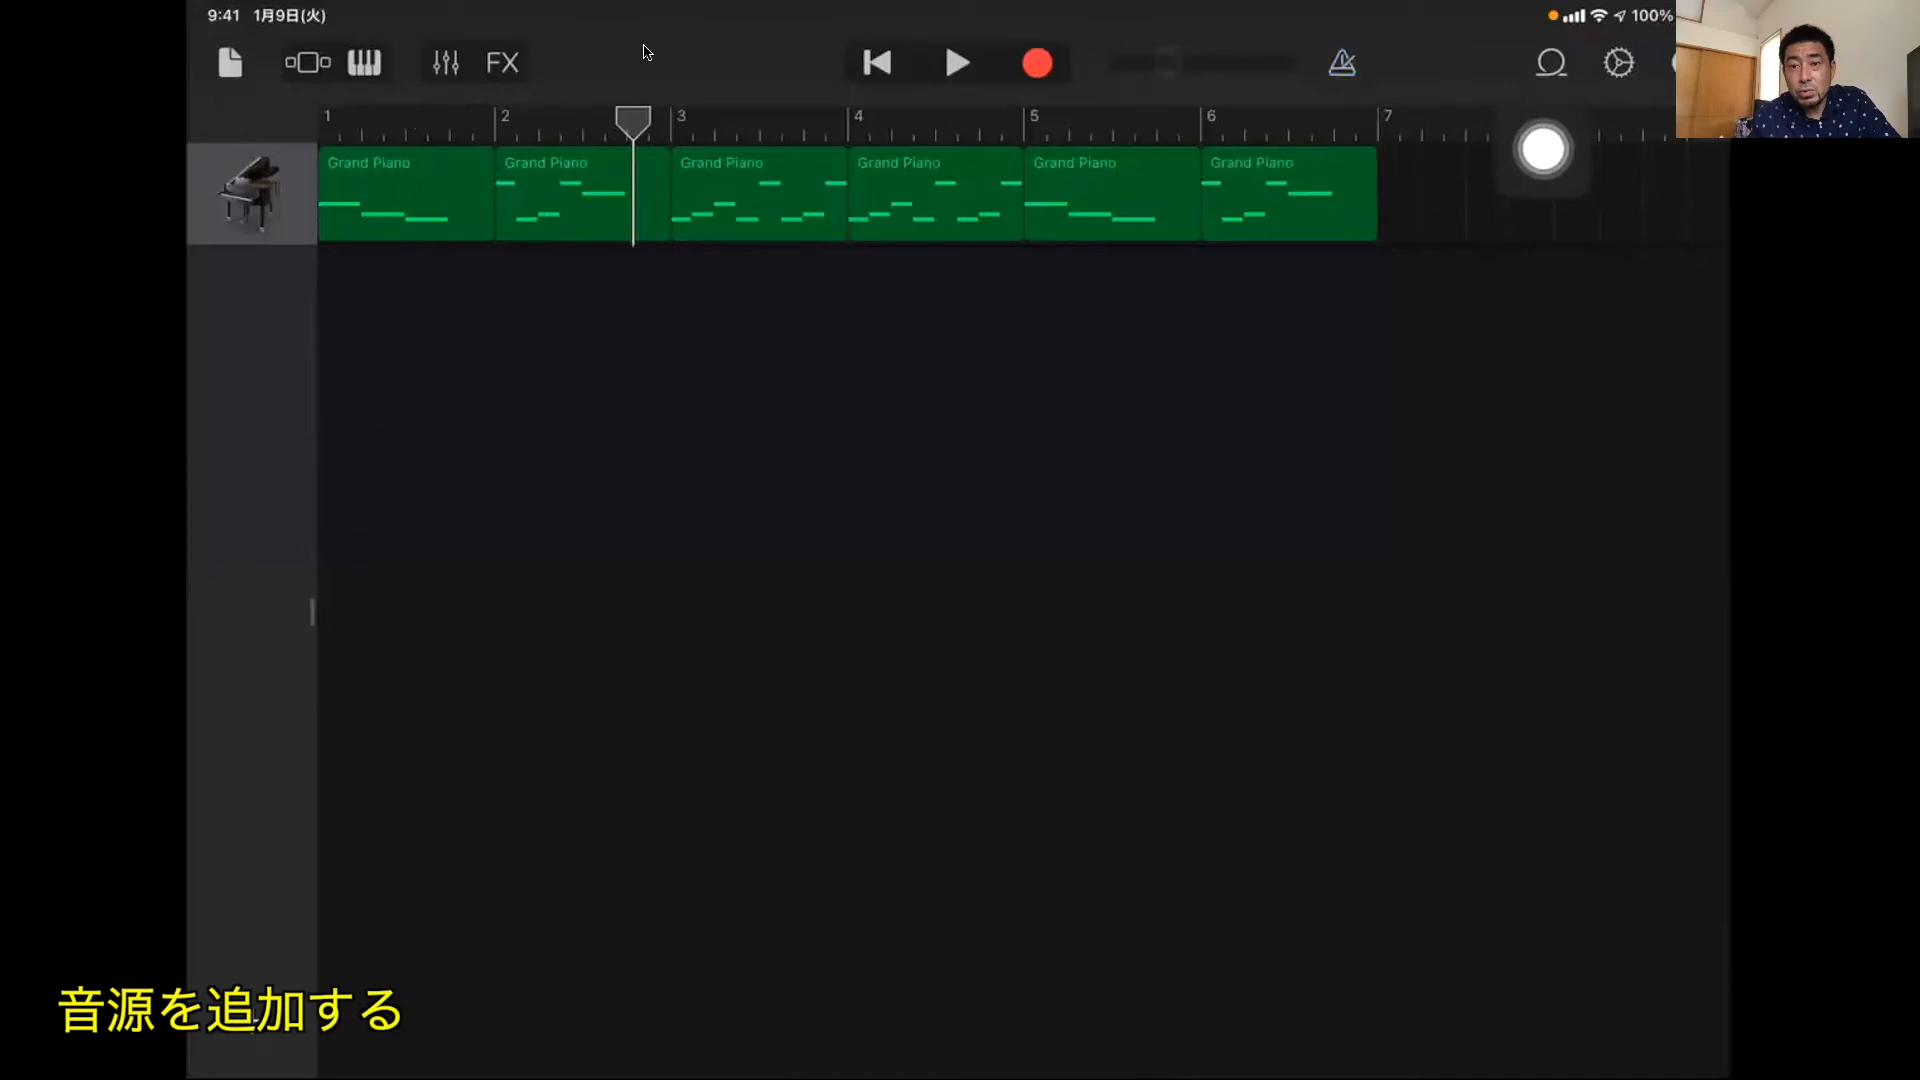 9:41 1月9日(火) 100%
FX
1 2 3 4 5 6 7
Grand Piano Grand Piano Grand Piano Grand Piano Grand Piano Grand Piano
音源を追加する